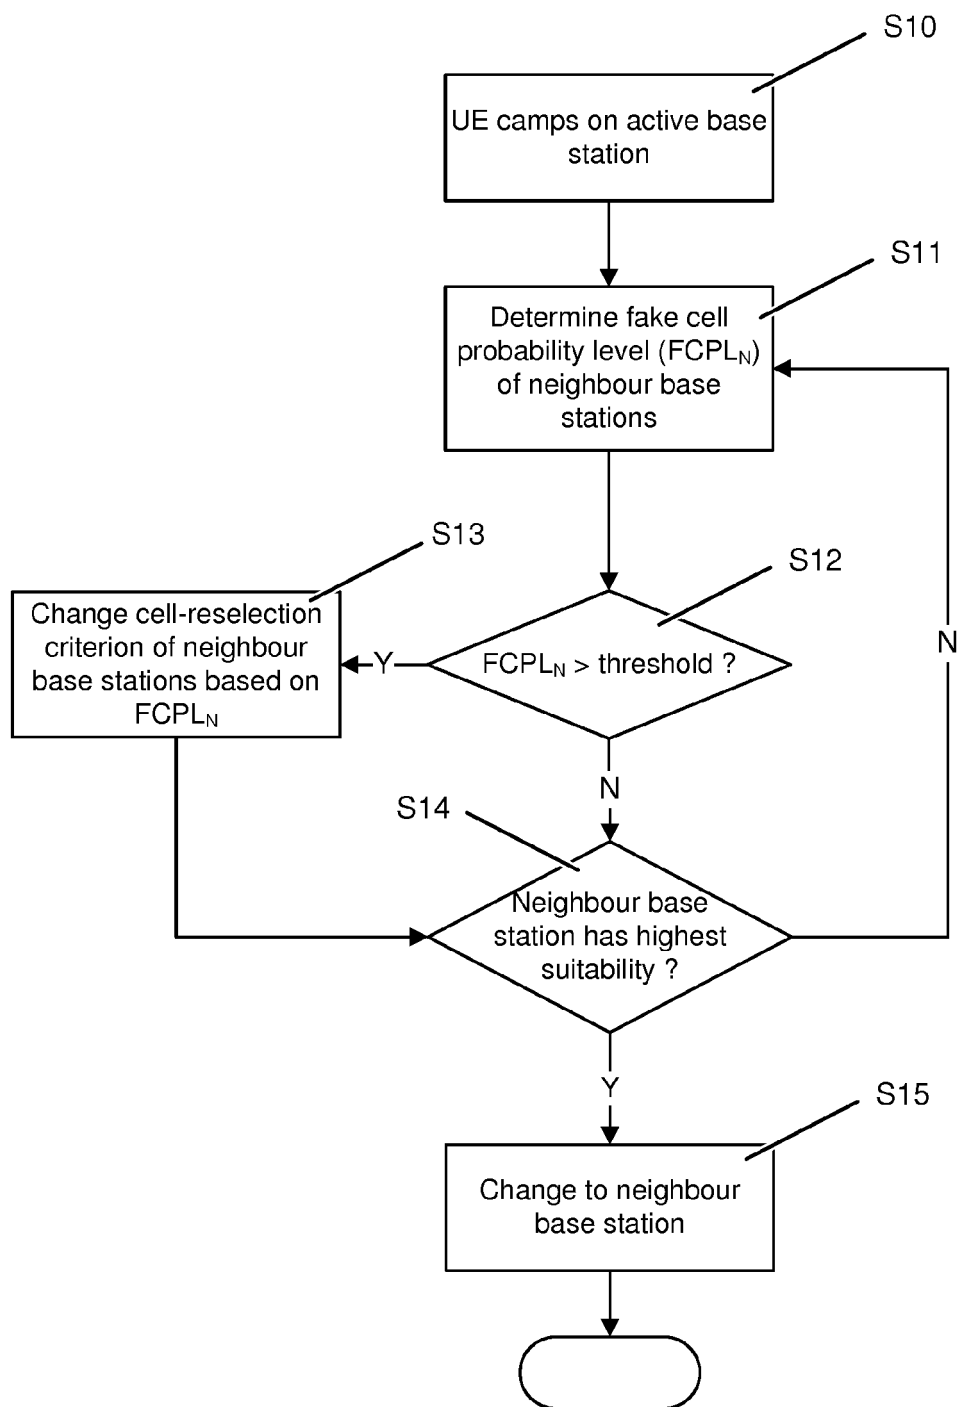 S10
UE camps on active base
station
S11
Determine fake cell
probability level (FCPLN)
of neighbour base
stations
S13
S12
Change cell-reselection
criterion of neighbour
base stations based on
FCPLN
Y
FCPLN > threshold ?
N
N
S14
Neighbour base
station has highest
suitability ?
Y
S15
Change to neighbour
base station